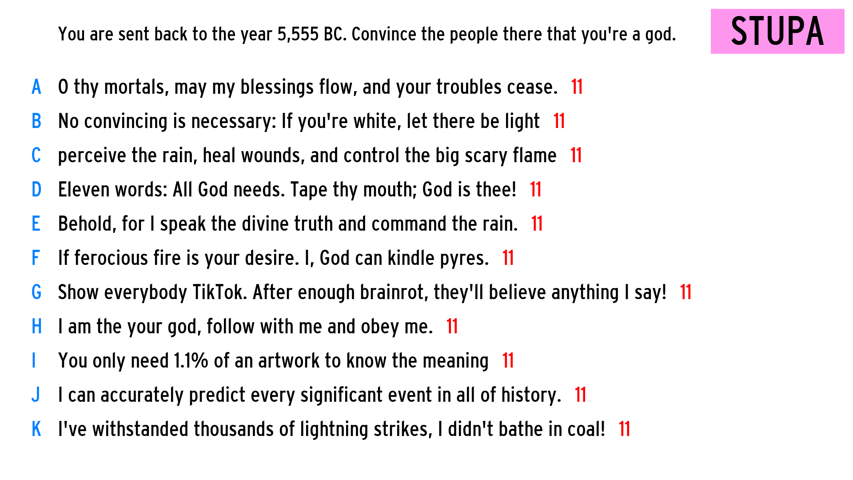 You are sent back to the year 5,555 BC. Convince the people there that you're a god.
STUPA
A O thy mortals, may my blessings flow, and your troubles cease. 11
B No convincing is necessary: If you're white, let there be light 11
C perceive the rain, heal wounds, and control the big scary flame 11
D Eleven words: All God needs. Tape thy mouth; God is thee! 11
E Behold, for I speak the divine truth and command the rain. 11
F If ferocious fire is your desire. I, God can kindle pyres. 11
G Show everybody TikTok. After enough brainrot, they'll believe anything I say! 11
H I am the your god, follow with me and obey me. 11
I You only need 1.1% of an artwork to know the meaning 11
J I can accurately predict every significant event in all of history. 11
K I've withstanded thousands of lightning strikes, I didn't bathe in coal! 11